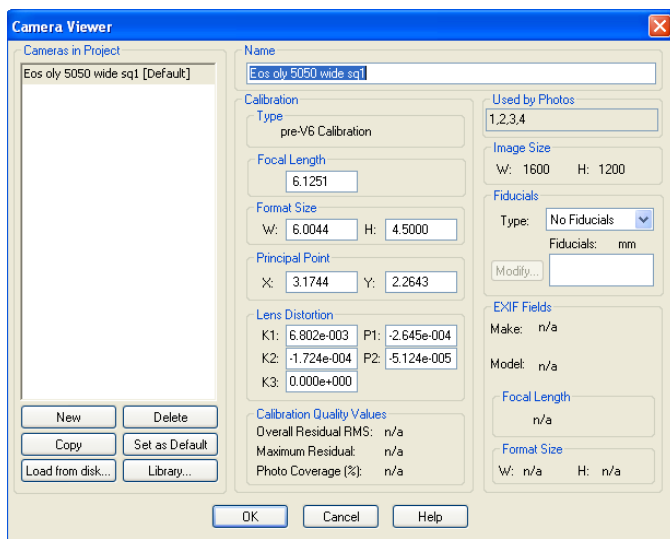 Camera Viewer
Cameras in Project
Eos oly 5050 wide sq1 [Default]
New
Delete
Copy
Set as Default
Load from disk...
Library...
Name
Eos oly 5050 wide sq1
Calibration
Type
pre-V6 Calibration
Focal Length
6.1251
Format Size
W: 6.0044 H: 4.5000
Principal Point
X: 3.1744 Y: 2.2643
Lens Distortion
K1: 6.802e-003 P1: -2.645e-004
K2: -1.724e-004 P2: -5.124e-005
K3: 0.000e+000
Calibration Quality Values
Overall Residual RMS: n/a
Maximum Residual: n/a
Photo Coverage (%): n/a
Used by Photos
1,2,3,4
Image Size
W: 1600 H: 1200
Fiducials
Type: No Fiducials
Fiducials: mm
Modify...
EXIF Fields
Make: n/a
Model: n/a
Focal Length
n/a
Format Size
W: n/a H: n/a
OK
Cancel
Help